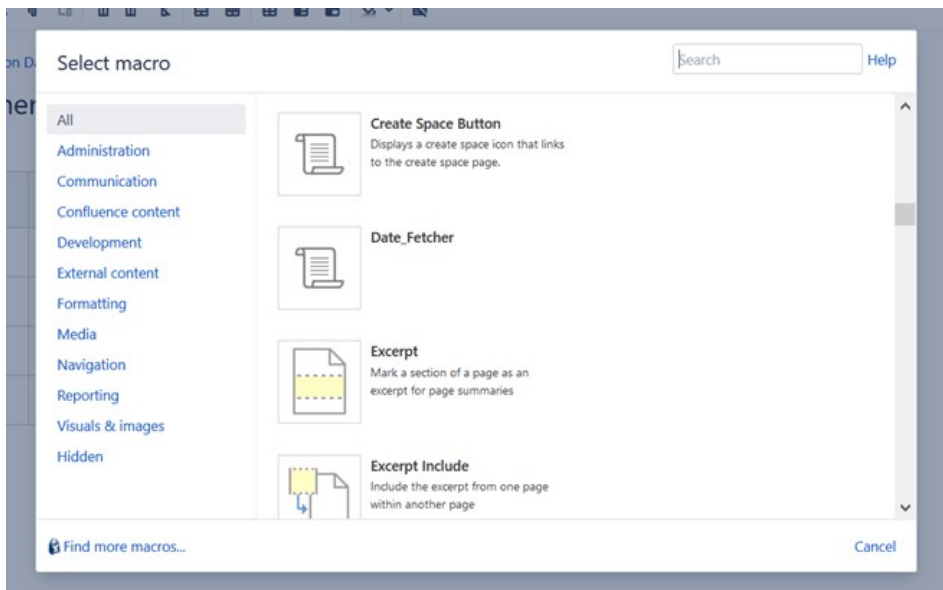 Select macro
Search
Help
All
Administration
Communication
Confluence content
Development
External content
Formatting
Media
Navigation
Reporting
Visuals & images
Hidden
Create Space Button
Displays a create space icon that links
to the create space page.
Date_Fetcher
Excerpt
Mark a section of a page as an
excerpt for page summaries
Excerpt Include
Include the excerpt from one page
within another page
Find more macros...
Cancel